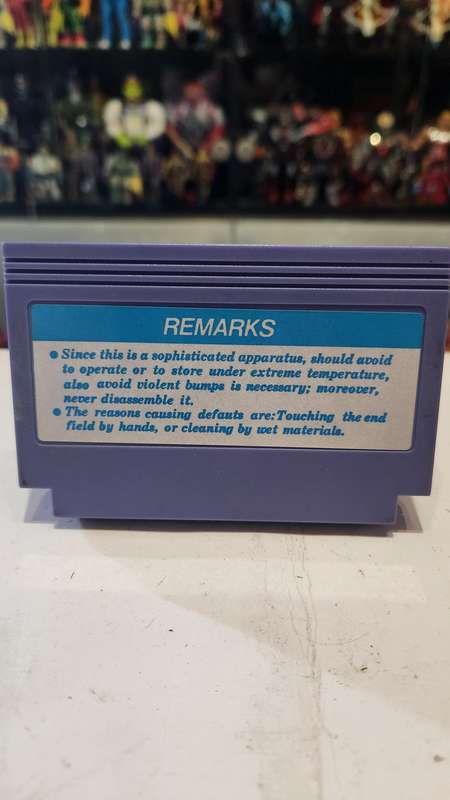 REMARKS
● Since this is a sophisticated apparatus, should avoid
to operate or to store under extreme temperature,
also avoid violent bumps is necessary; moreover,
never disassemble it.
● The reasons causing defauts are: Touching the end
field by hands, or cleaning by wet materials.